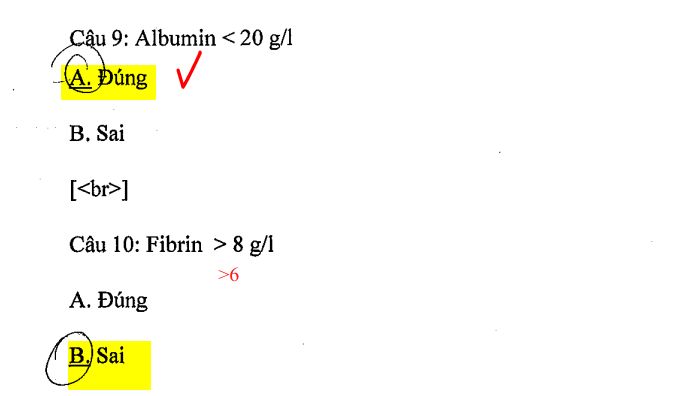 Câu 9: Albumin < 20 g/l
A. Đúng
B. Sai
[<br>]
Câu 10: Fibrin > 8 g/l
>6
A. Đúng
B. Sai